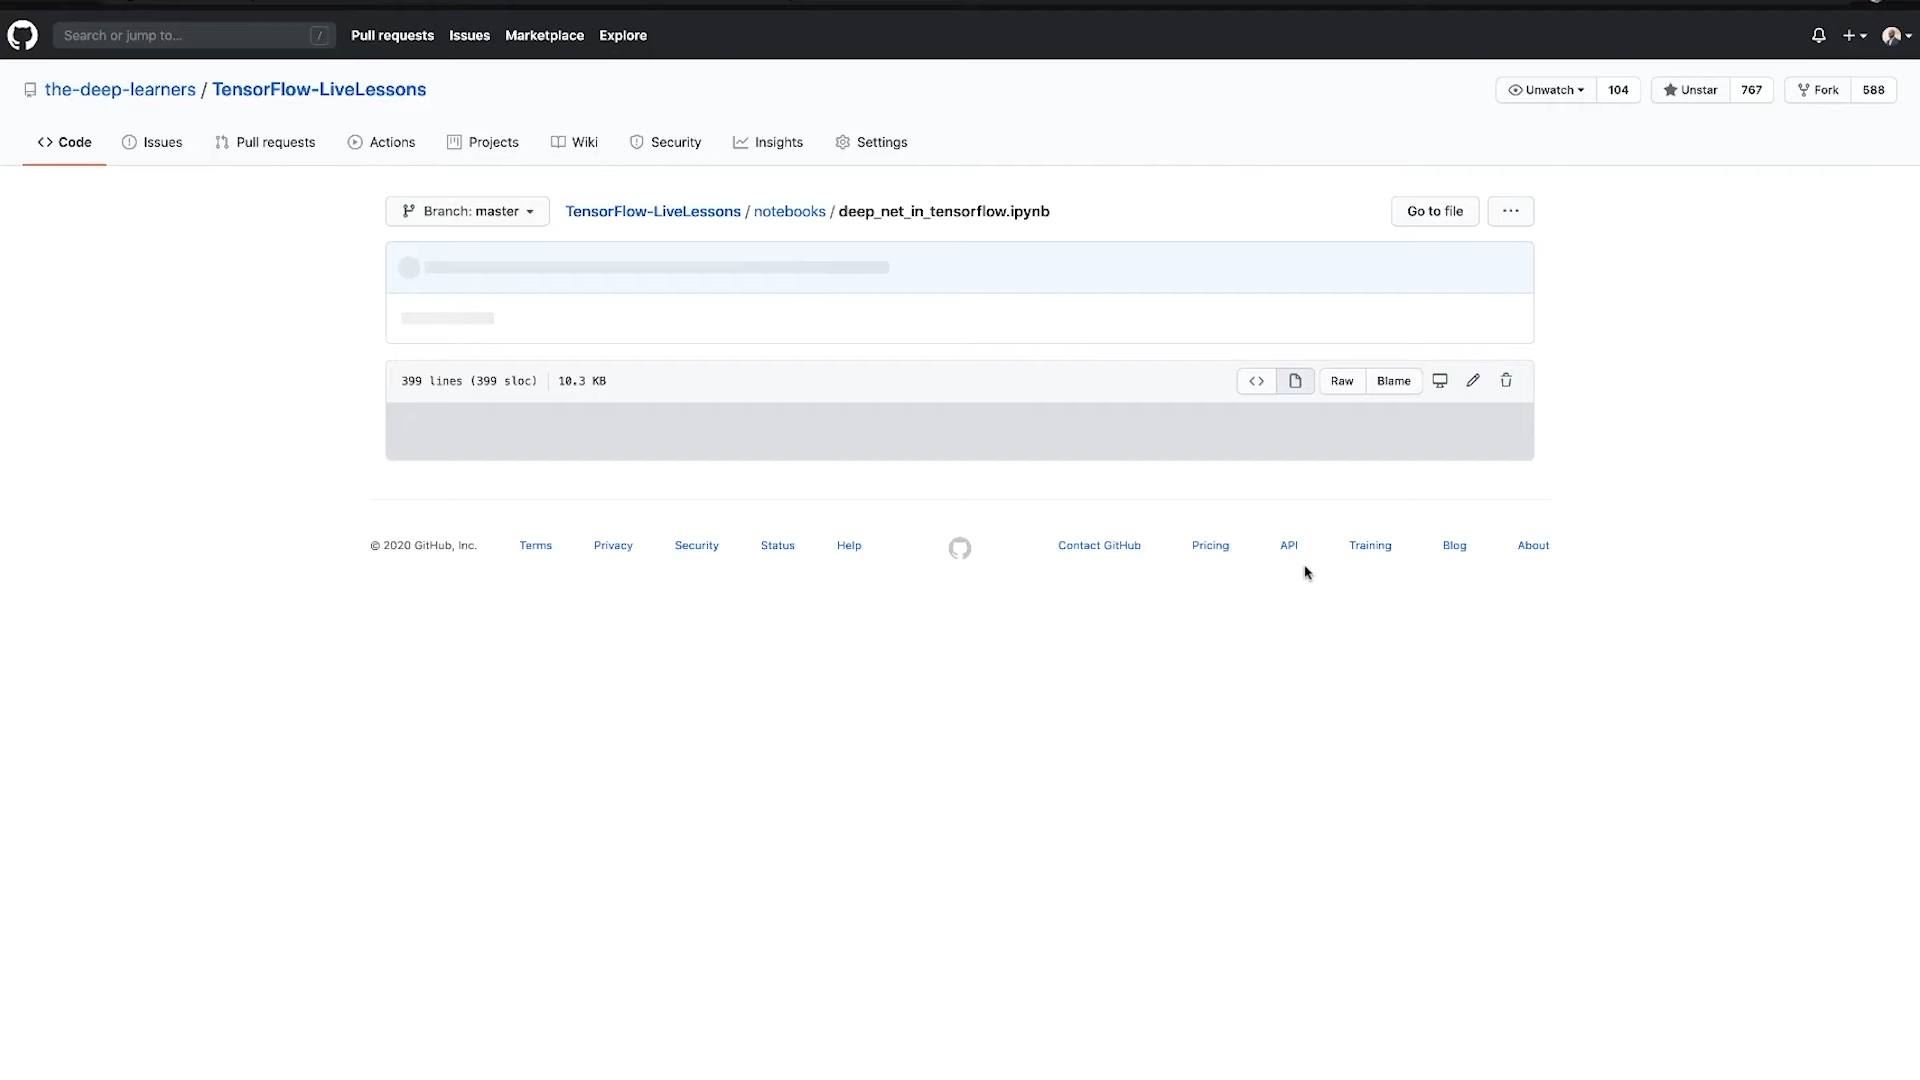 Search or jump to... /
Pull requests Issues Marketplace Explore
the-deep-learners / TensorFlow-LiveLessons
Unwatch 104 Unstar 767 Fork 588
Code Issues Pull requests Actions Projects Wiki Security Insights Settings
Branch: master TensorFlow-LiveLessons / notebooks / deep_net_in_tensorflow.ipynb Go to file ...
399 lines (399 sloc) 10.3 KB <> Raw Blame
© 2020 GitHub, Inc. Terms Privacy Security Status Help Contact GitHub Pricing API Training Blog About